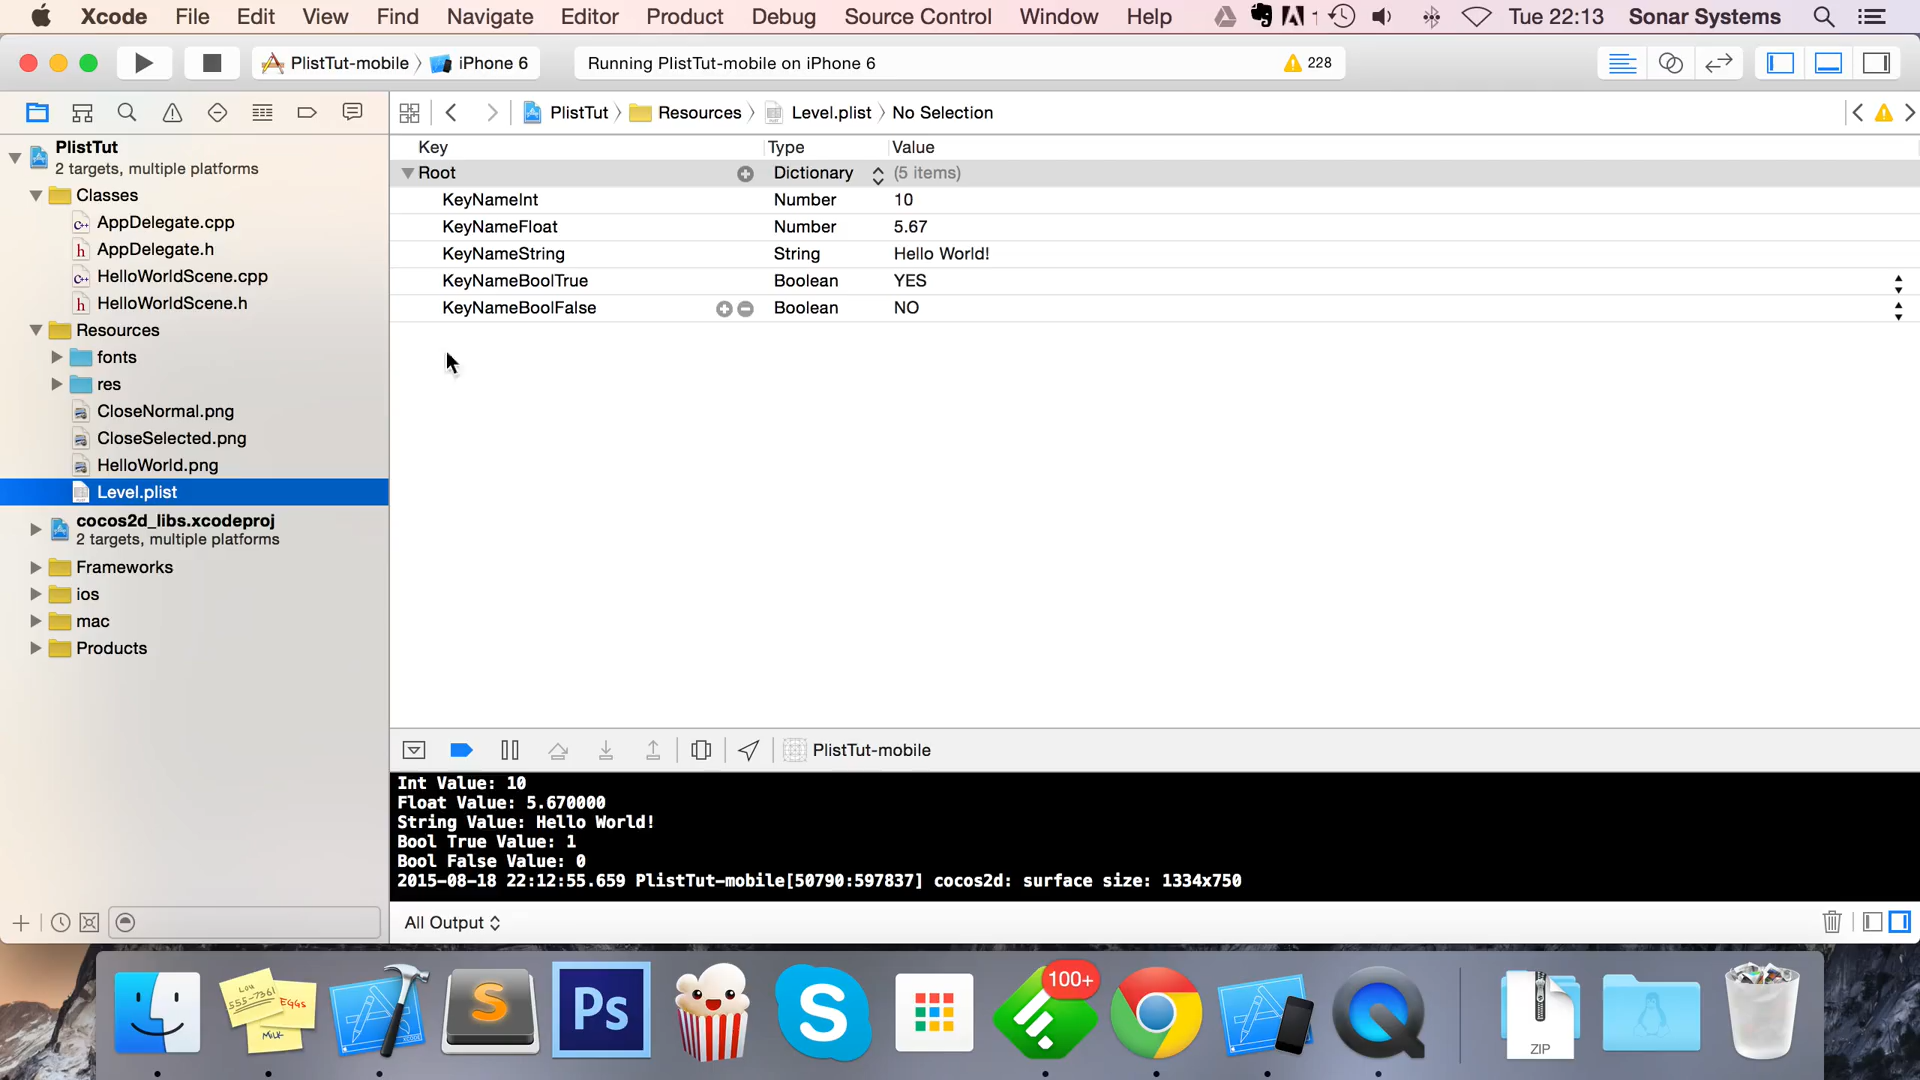 Xcode File Edit View Find Navigate Editor Product Debug Source Control Window Help Tue 22:13 Sonar Systems
PlistTut-mobile iPhone 6 Running PlistTut-mobile on iPhone 6 228
PlistTut Resources Level.plist No Selection
PlistTut
2 targets, multiple platforms
Classes
AppDelegate.cpp
AppDelegate.h
HelloWorldScene.cpp
HelloWorldScene.h
Resources
fonts
res
CloseNormal.png
CloseSelected.png
HelloWorld.png
Level.plist
cocos2d_libs.xcodeproj
2 targets, multiple platforms
Frameworks
ios
mac
Products
Key Type Value
Root Dictionary (5 items)
KeyNameInt Number 10
KeyNameFloat Number 5.67
KeyNameString String Hello World!
KeyNameBoolTrue Boolean YES
KeyNameBoolFalse Boolean NO
PlistTut-mobile
Int Value: 10
Float Value: 5.670000
String Value: Hello World!
Bool True Value: 1
Bool False Value: 0
2015-08-18 22:12:55.659 PlistTut-mobile[50790:597837] cocos2d: surface size: 1334x750
All Output
Lou
555-7361
EGGS
MILK
S
Ps
S
100+
ZIP